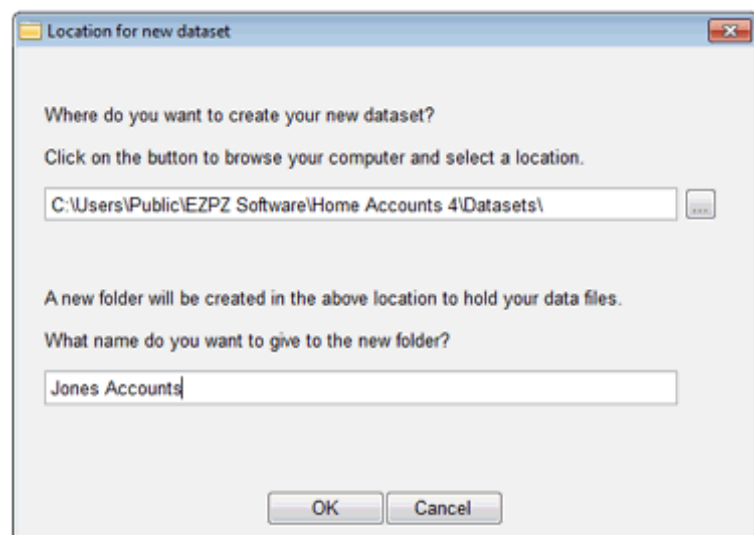 Location for new dataset
Where do you want to create your new dataset?
Click on the button to browse your computer and select a location.
C:\Users\Public\EZPZ Software\Home Accounts 4\Datasets\
...
A new folder will be created in the above location to hold your data files.
What name do you want to give to the new folder?
Jones Accounts
OK Cancel